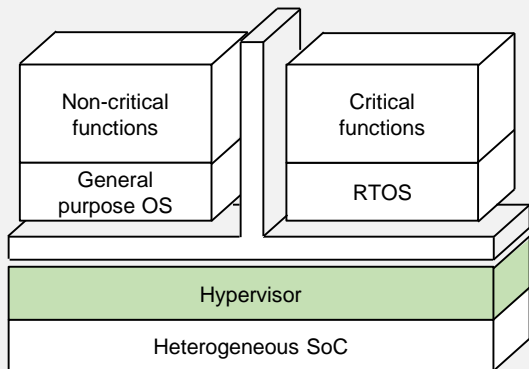 Non-critical
functions
Critical
functions
General
purpose OS
RTOS
Hypervisor
Heterogeneous SoC